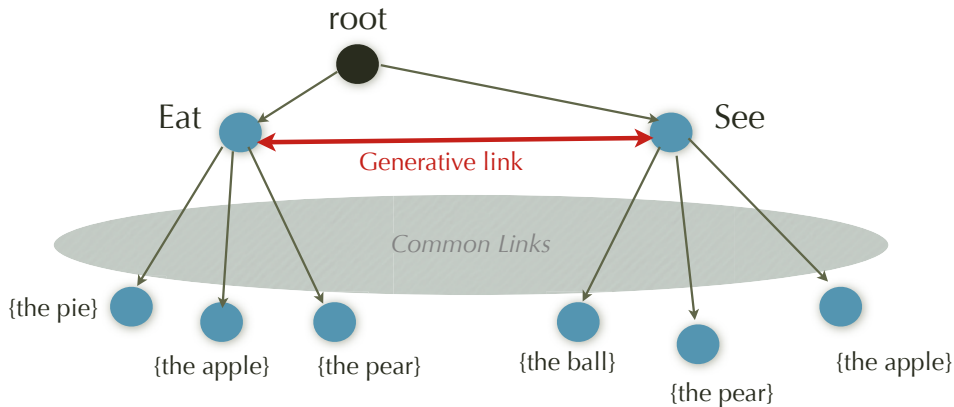 root
Eat
See
Generative link
Common Links
{the pie}
{the apple}
{the pear}
{the ball}
{the pear}
{the apple}